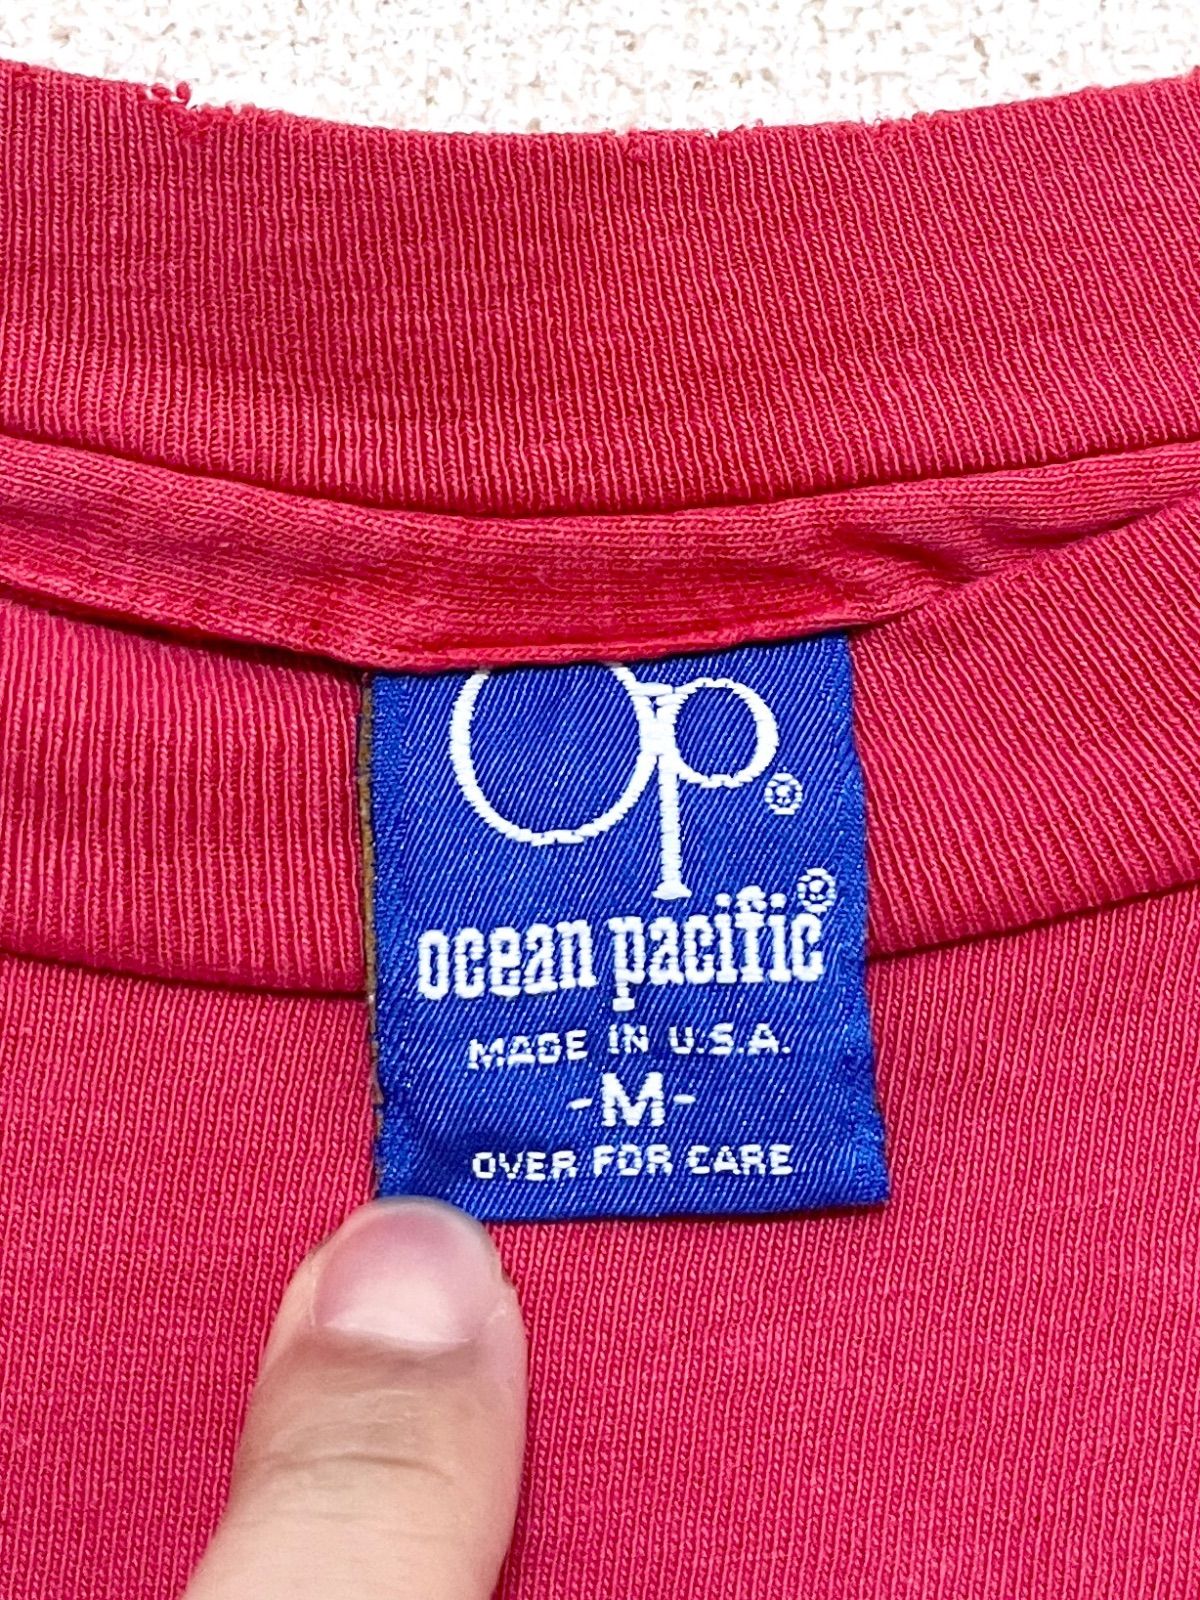 Op®
ocean pacific®
MADE IN U.S.A.
-M-
OVER FOR CARE